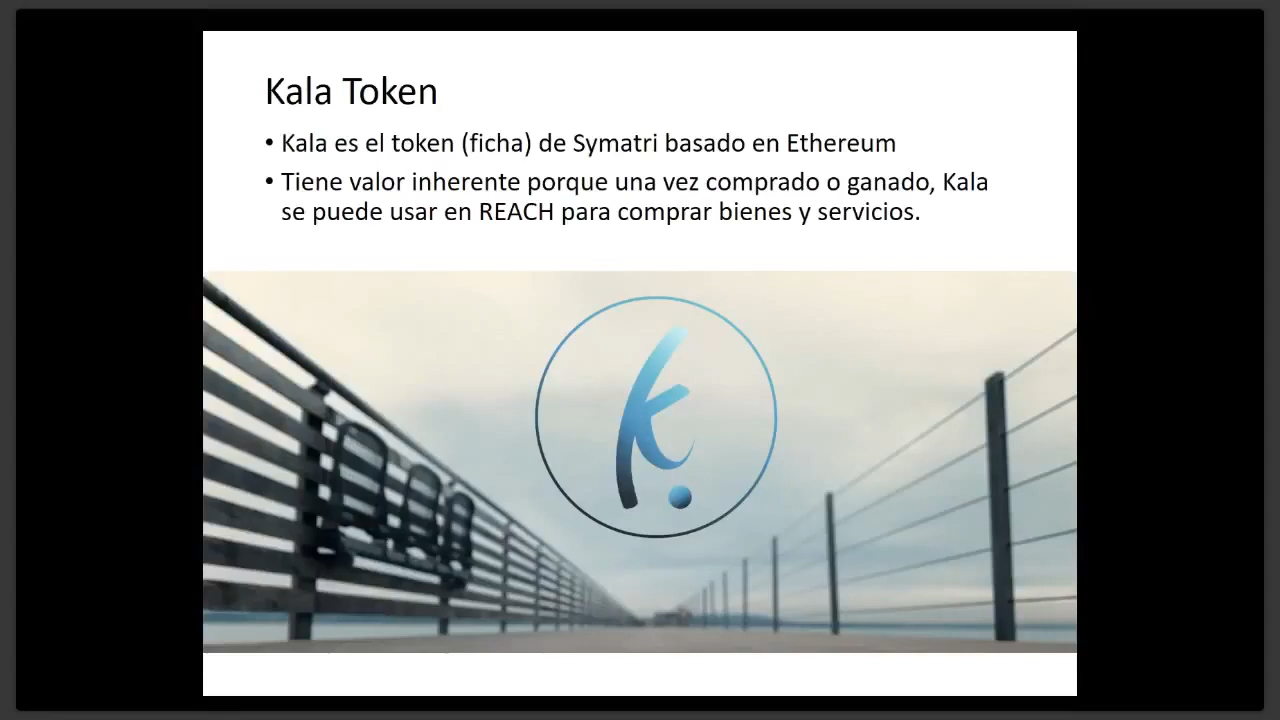 Kala Token
• Kala es el token (ficha) de Symatri basado en Ethereum
• Tiene valor inherente porque una vez comprado o ganado, Kala
se puede usar en REACH para comprar bienes y servicios.
k.